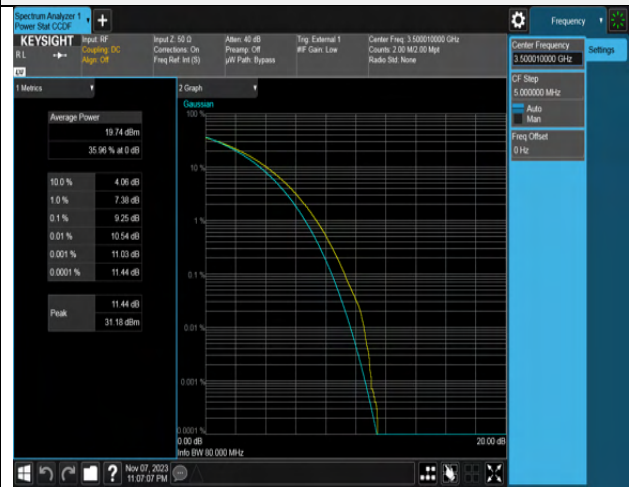 Spectrum Analyzer 1
Power Stat CCDF
Frequency
KEYSIGHT
Input: RF
Input Z: 50 Ω
Atten: 40 dB
Trig: External 1
Center Freq: 3.500010000 GHz
RL
Coupling: DC
Corrections: On
Preamp: Off
#IF Gain: Low
Counts: 2.00 M/2.00 Mpt
Align: Off
Freq Ref: Int (S)
µW Path: Bypass
Radio Std: None
Center Frequency
3.500010000 GHz
Settings
CF Step
5.000000 MHz
Auto
Man
Freq Offset
0 Hz
1 Metrics
2 Graph
Average Power
19.74 dBm
35.96 % at 0 dB
10.0 % 4.06 dB
1.0 % 7.38 dB
0.1 % 9.25 dB
0.01 % 10.54 dB
0.001 % 11.03 dB
0.0001 % 11.44 dB
Peak
11.44 dB
31.18 dBm
Gaussian
100 %
10 %
1 %
0.1 %
0.01 %
0.001 %
0.0001 %
0.00 dB
20.00 dB
Info BW 80.000 MHz
Nov 07, 2023
11:07:07 PM